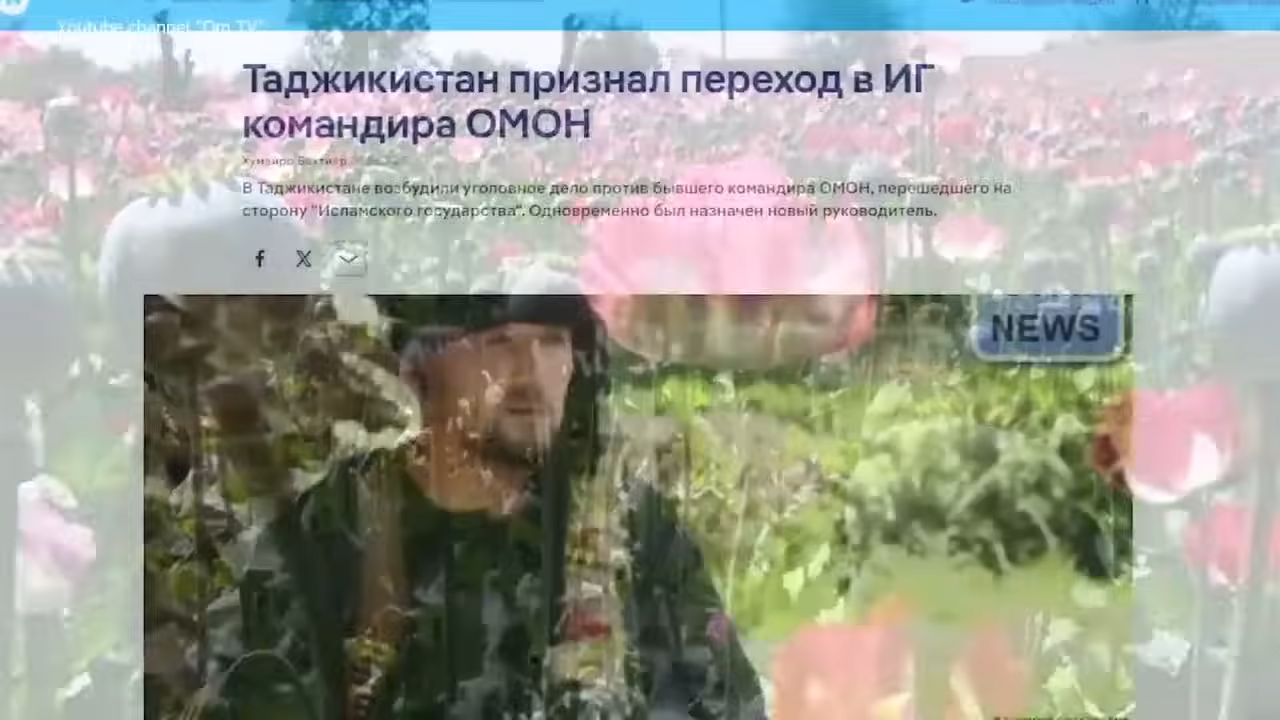 Youtube channel "Om TV"
Таджикистан признал переход в ИГ
командира ОМОН
В Таджикистане возбудили уголовное дело против бывшего командира ОМОН, перешедшего на
сторону "Исламского государства". Одновременно был назначен новый руководитель.
NEWS